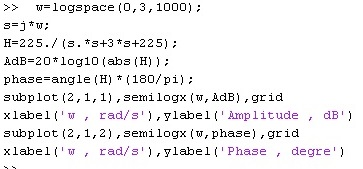 >> w=logspace(0,3,1000);
s=j*w;
H=225./(s.*s+3*s+225);
AdB=20*log10(abs(H));
phase=angle(H)*(180/pi);
subplot(2,1,1),semilogx(w,AdB),grid
xlabel('w , rad/s'),ylabel('Amplitude , dB')
subplot(2,1,2),semilogx(w,phase),grid
xlabel('w , rad/s'),ylabel('Phase , degre')
>>